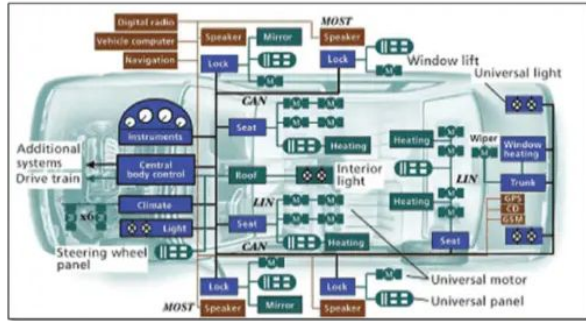 Digital radio
Vehicle computer
Navigation
MOST
Speaker
Mirror
Speaker
Lock
Lock
M
M
Window lift
Universal light
CAN
Instruments
Seat
M
M
M
M
Heating
Heating
M
M
Wiper
M
Window
heating
Additional
systems
Drive train
Central
body control
Roof
Interior
light
LIN
LIN
Trunk
Climate
x6
Light
Seat
M
M
M
M
Heating
Heating
M
M
GPS
CD
GSM
Steering wheel
panel
CAN
Seat
Lock
Lock
M
M
Universal motor
MOST
Speaker
Mirror
Speaker
Universal panel